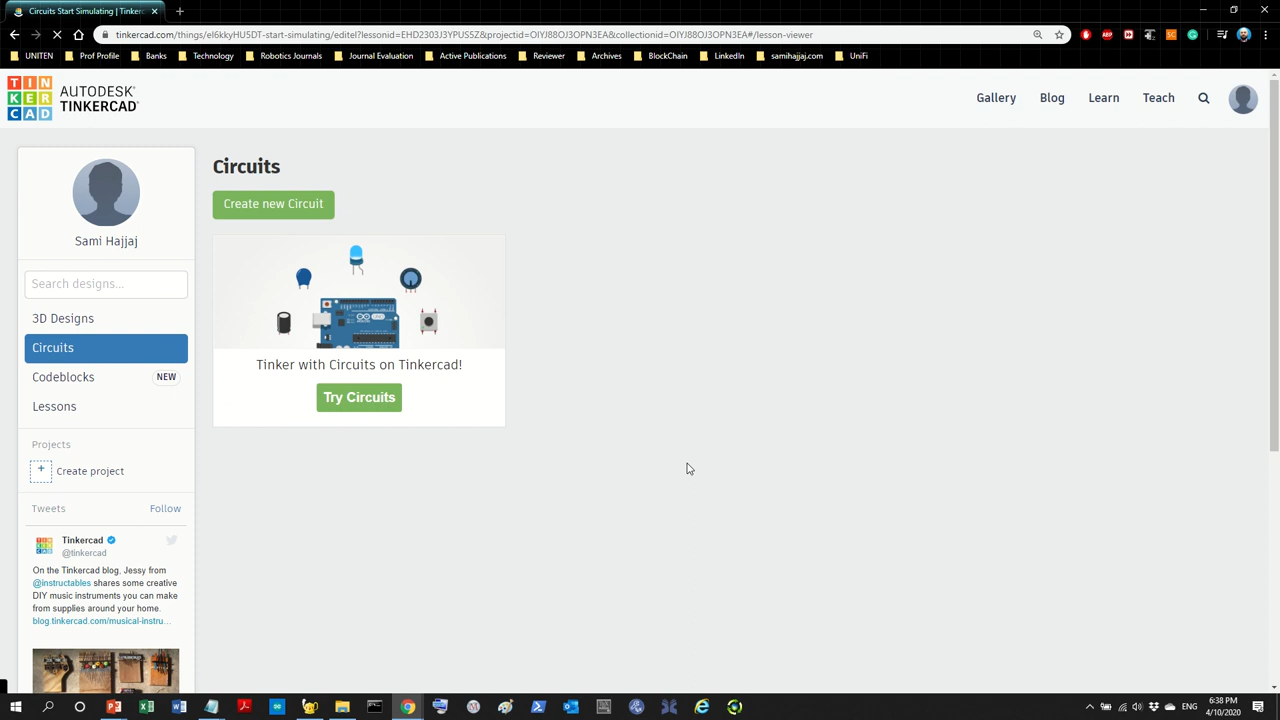 Circuits Start Simulating | Tinker
tinkercad.com/things/eI6kkyHU5DT-start-simulating/editel?lessonid=EHD2303J3YPUS5Z&projectid=OIYJ88OJ3OPN3EA&collectionid=OIYJ88OJ3OPN3EA#/lesson-viewer
UNITEN
Prof Profile
Banks
Technology
Robotics Journals
Journal Evaluation
Active Publications
Reviewer
Archives
BlockChain
LinkedIn
samihajjaj.com
UniFi
TINKERCAD
AUTODESK
TINKERCAD
Gallery
Blog
Learn
Teach
Sami Hajjaj
Search designs...
3D Designs
Circuits
Codeblocks
NEW
Lessons
Projects
+ Create project
Tweets
Follow
Tinkercad
@tinkercad
On the Tinkercad blog, Jessy from
@instructables shares some creative
DIY music instruments you can make
from supplies around your home.
blog.tinkercad.com/musical-instru...
Circuits
Create new Circuit
Tinker with Circuits on Tinkercad!
Try Circuits
6:38 PM
4/10/2020